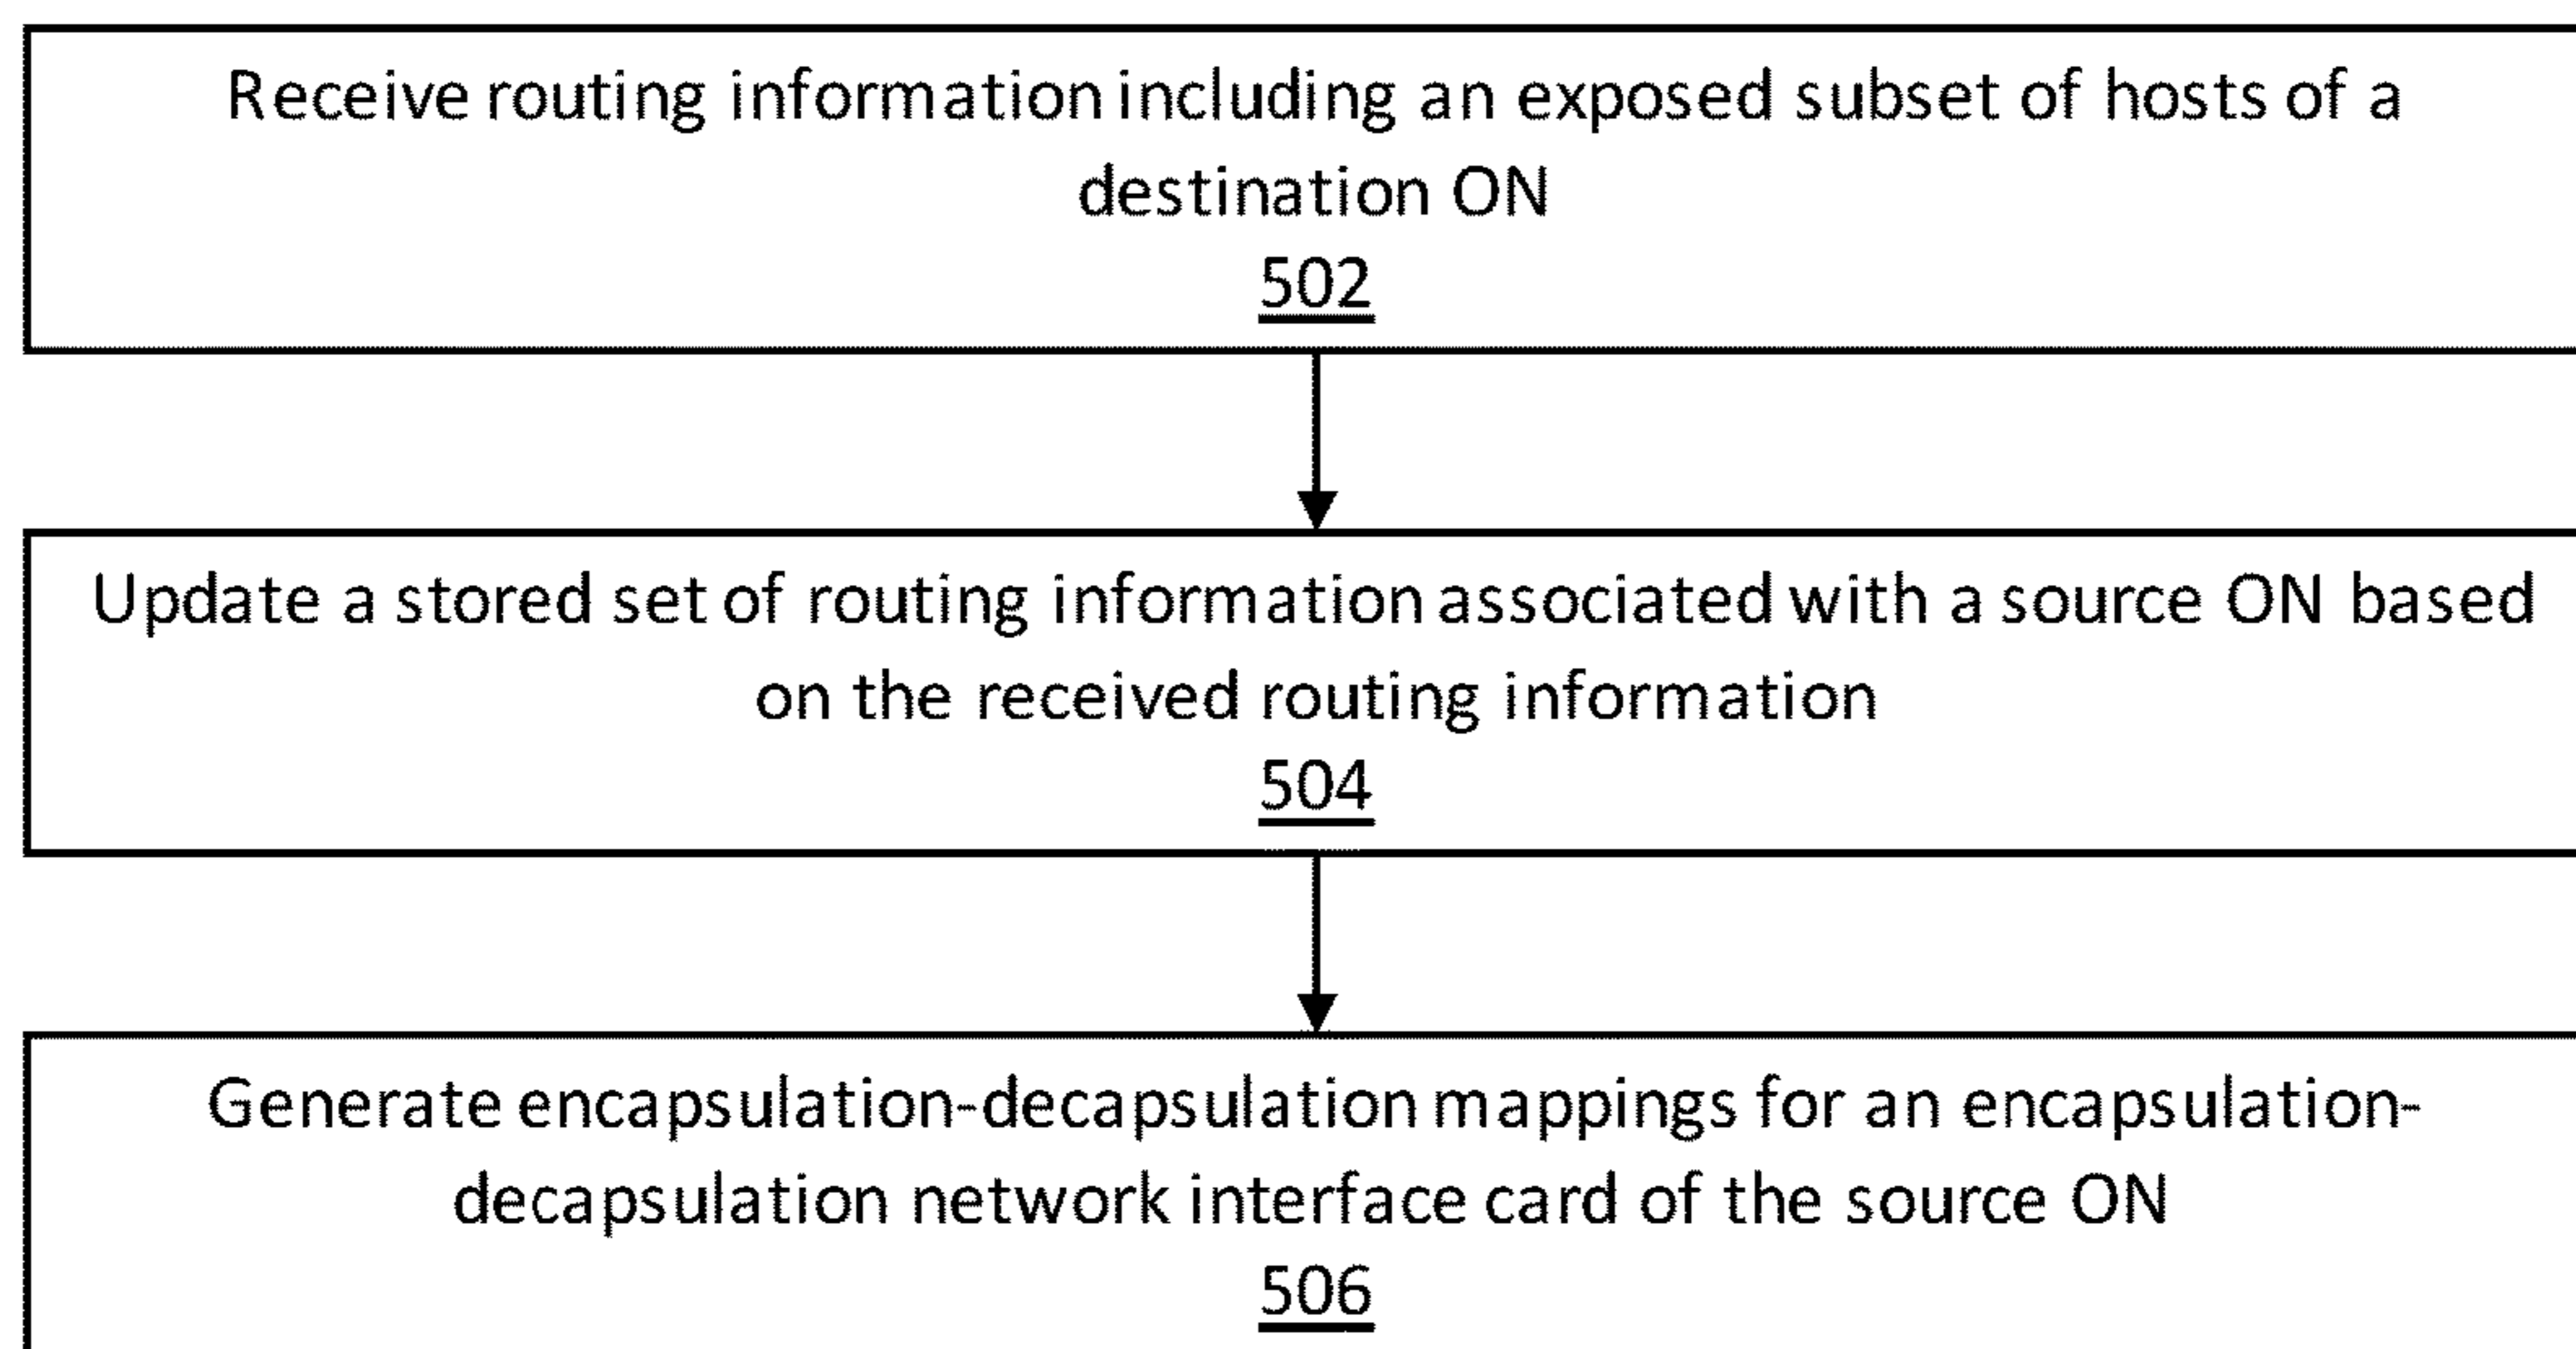 Receive routing information including an exposed subset of hosts of a
destination ON
502
Update a stored set of routing information associated with a source ON based
on the received routing information
504
Generate encapsulation-decapsulation mappings for an encapsulation-
decapsulation network interface card of the source ON
506